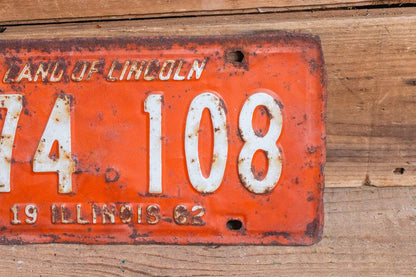 LAND OF LINCOLN
74 108
19 ILLINOIS 62